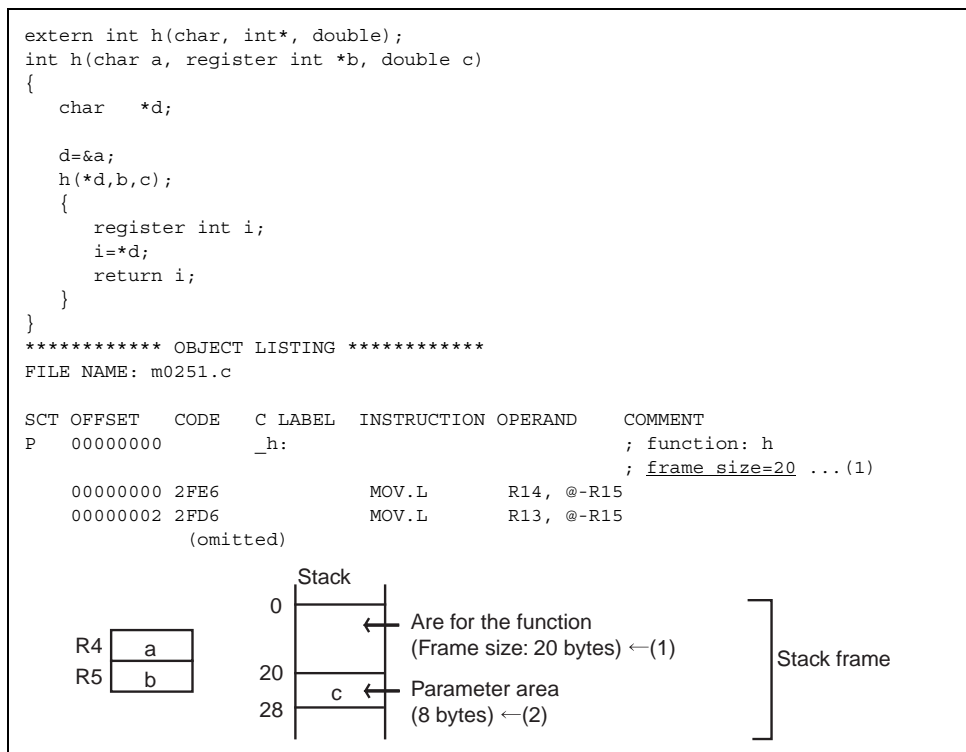 extern int h(char, int*, double);
int h(char a, register int *b, double c)
{
   char   *d;

   d=&a;
   h(*d,b,c);
   {
      register int i;
      i=*d;
      return i;
   }
}
************ OBJECT LISTING ************
FILE NAME: m0251.c

SCT OFFSET   CODE   C LABEL  INSTRUCTION OPERAND   COMMENT
P   00000000        _h:                            ; function: h
                                                   ; frame size=20 ...(1)
    00000000 2FE6            MOV.L       R14, @-R15
    00000002 2FD6            MOV.L       R13, @-R15
             (omitted)
Stack
0
Are for the function
(Frame size: 20 bytes) ←(1)
R4 a
R5 b
Stack frame
20
c
Parameter area
(8 bytes) ←(2)
28